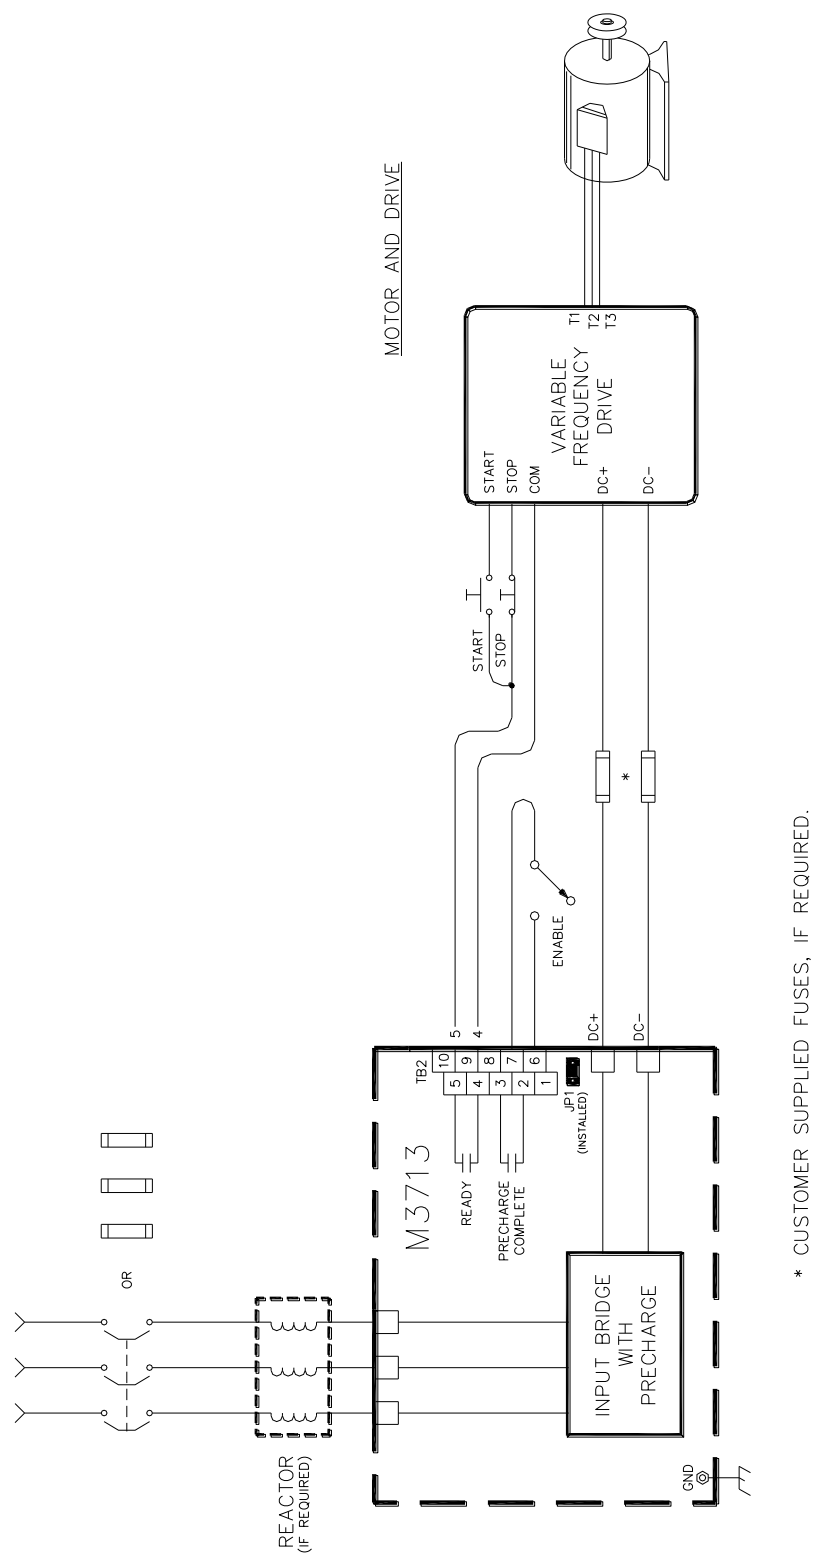 MOTOR AND DRIVE
VARIABLE
FREQUENCY
DRIVE
T1
T2
T3
START
STOP
COM
DC+
DC-
START
STOP
*
ENABLE
5
4
DC+
DC-
TB2
10
9
8
7
6
5
4
3
2
1
JP1
(INSTALLED)
M3713
READY
PRECHARGE
COMPLETE
OR
INPUT BRIDGE
WITH
PRECHARGE
REACTOR
(IF REQUIRED)
GND
* CUSTOMER SUPPLIED FUSES, IF REQUIRED.